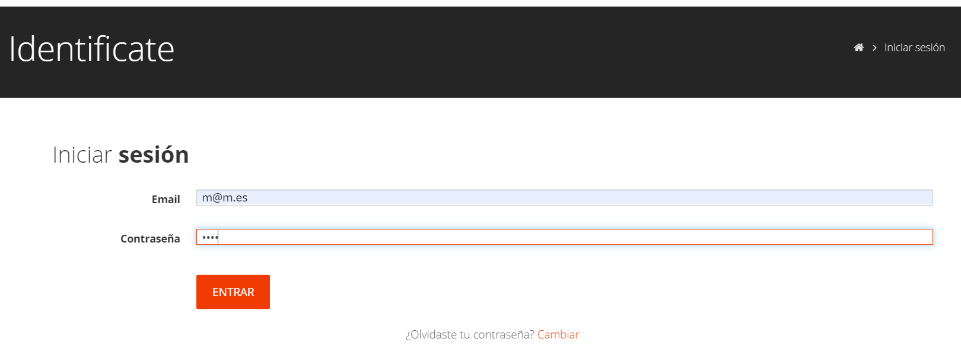 Identificate
Iniciar sesión
Iniciar sesión
Email
m@m.es
Contraseña
••••
ENTRAR
¿Olvidaste tu contraseña? Cambiar